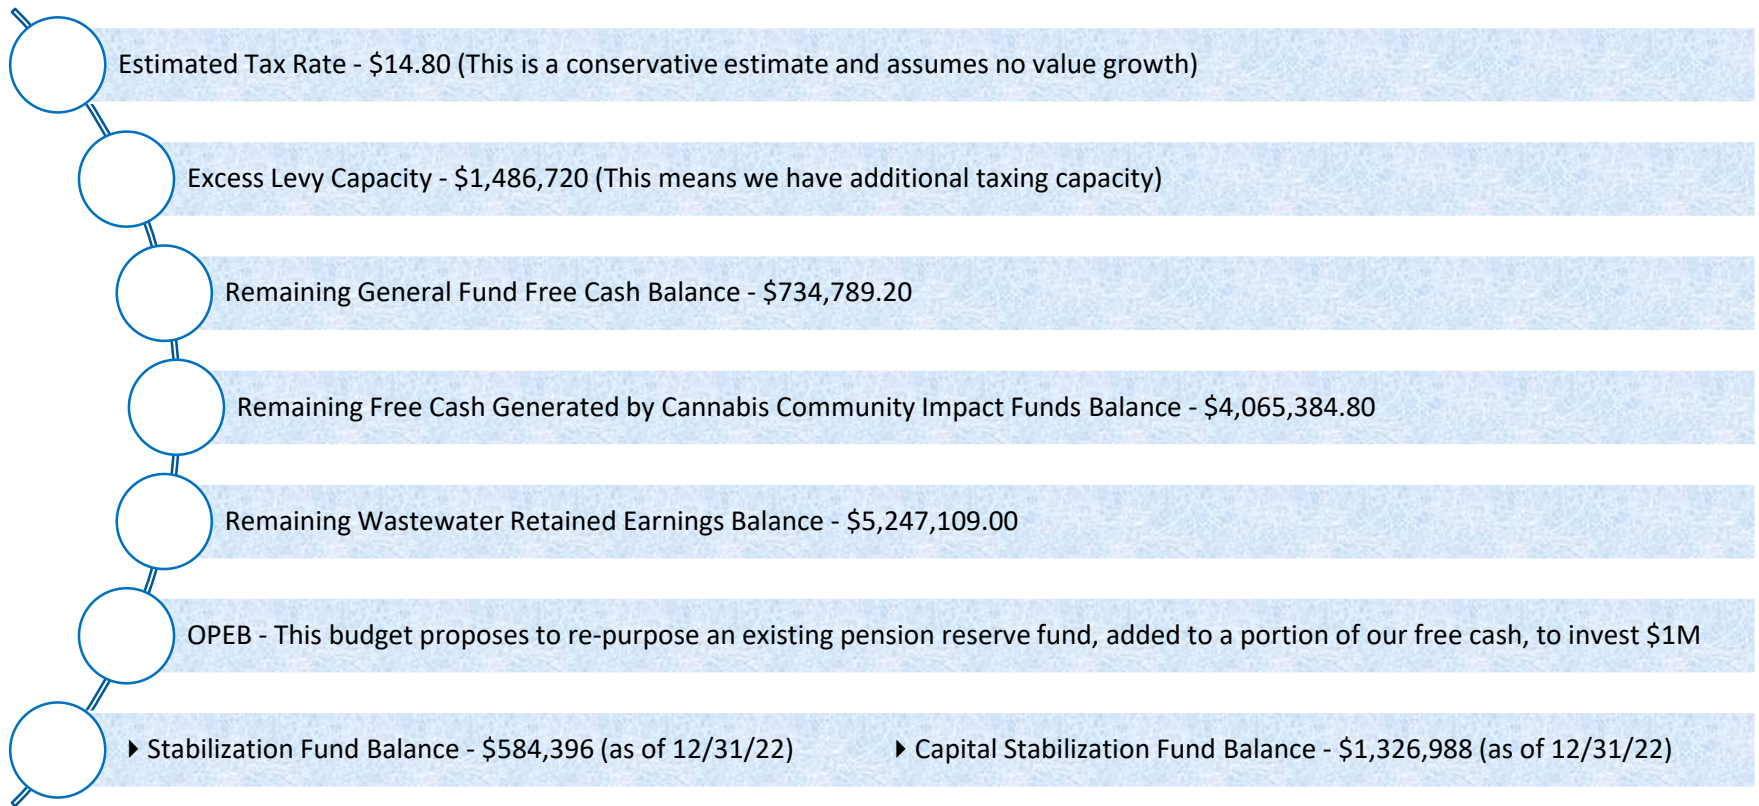 Estimated Tax Rate - $14.80 (This is a conservative estimate and assumes no value growth)
Excess Levy Capacity - $1,486,720 (This means we have additional taxing capacity)
Remaining General Fund Free Cash Balance - $734,789.20
Remaining Free Cash Generated by Cannabis Community Impact Funds Balance - $4,065,384.80
Remaining Wastewater Retained Earnings Balance - $5,247,109.00
OPEB - This budget proposes to re-purpose an existing pension reserve fund, added to a portion of our free cash, to invest $1M
Stabilization Fund Balance - $584,396 (as of 12/31/22) Capital Stabilization Fund Balance - $1,326,988 (as of 12/31/22)